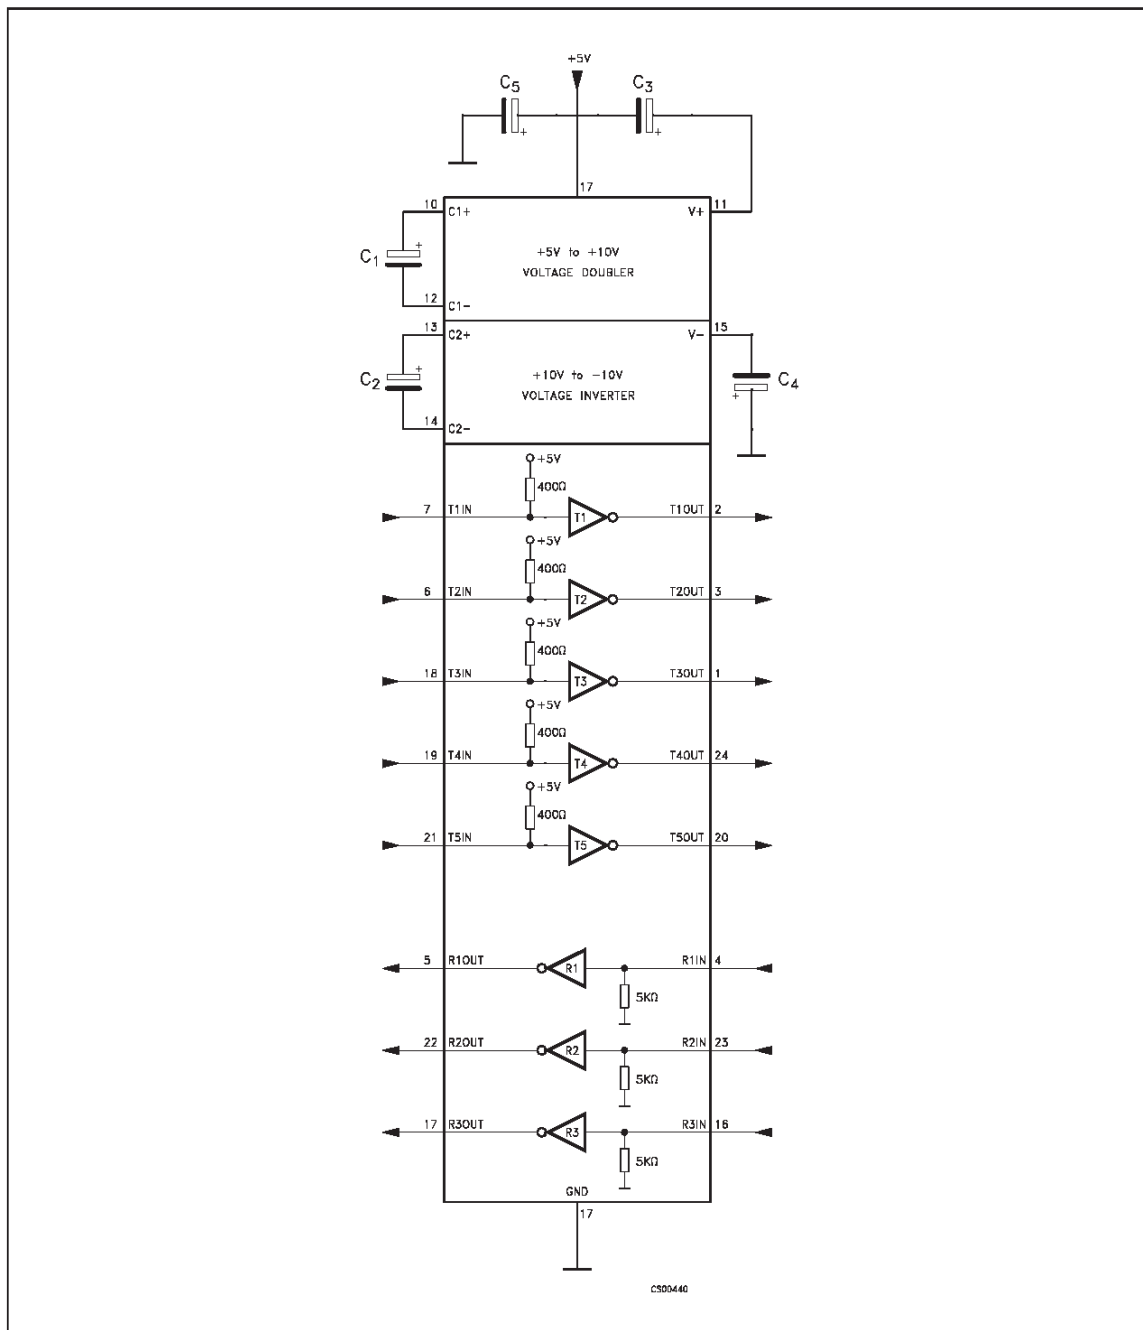 +5V
C5 C3
+ +
17
10 C1+ V+ 11
C1 +
+5V to +10V
VOLTAGE DOUBLER
12 C1-
13 C2+ V- 15
C2 +
+10V to -10V
VOLTAGE INVERTER
C4
+
14 C2-
+5V
400Ω
7 T1IN T1 T1OUT 2
+5V
400Ω
6 T2IN T2 T2OUT 3
+5V
400Ω
18 T3IN T3 T3OUT 1
+5V
400Ω
19 T4IN T4 T4OUT 24
+5V
400Ω
21 T5IN T5 T5OUT 20
5 R1OUT R1 R1IN 4
5KΩ
22 R2OUT R2 R2IN 23
5KΩ
17 R3OUT R3 R3IN 16
5KΩ
GND
17
CS00440